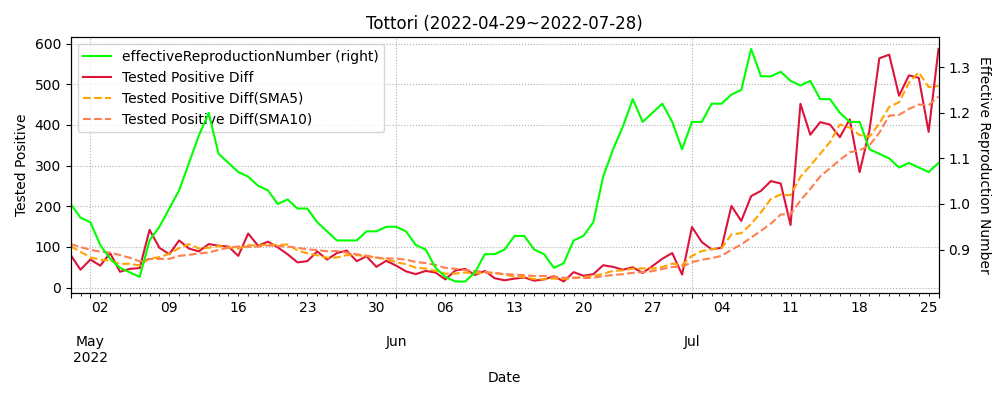 Tottori (2022-04-29~2022-07-28)
effectiveReproductionNumber (right)
Tested Positive Diff
Tested Positive Diff(SMA5)
Tested Positive Diff(SMA10)
Tested Positive
600
500
400
300
200
100
0
1.3
1.2
1.1
1.0
0.9
Effective Reproduction Number
02 09 16 23 30 06 13 20 27 04 11 18 25
May Jun Jul
2022
Date